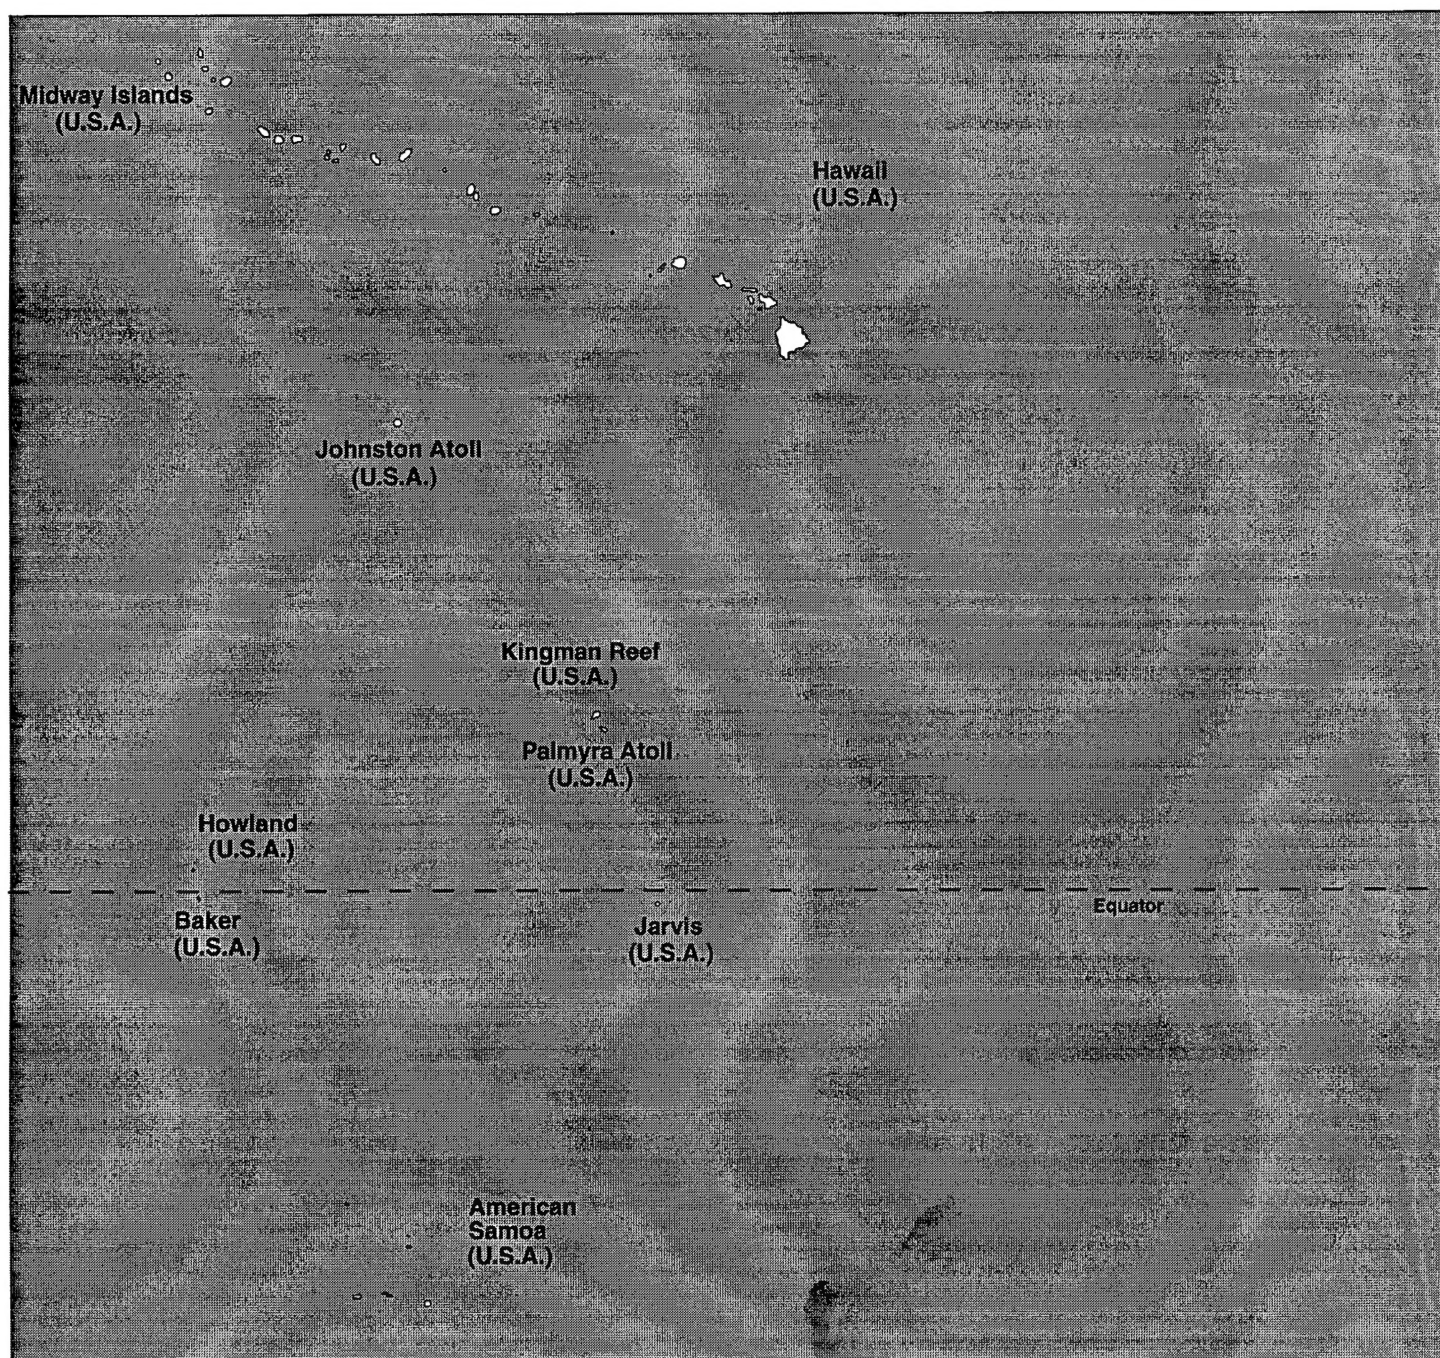 Midway Islands
(U.S.A.)
Hawaii
(U.S.A.)
Johnston Atoll
(U.S.A.)
Kingman Reef
(U.S.A.)
Palmyra Atoll
(U.S.A.)
Howland
(U.S.A.)
Equator
Baker
(U.S.A.)
Jarvis
(U.S.A.)
American
Samoa
(U.S.A.)